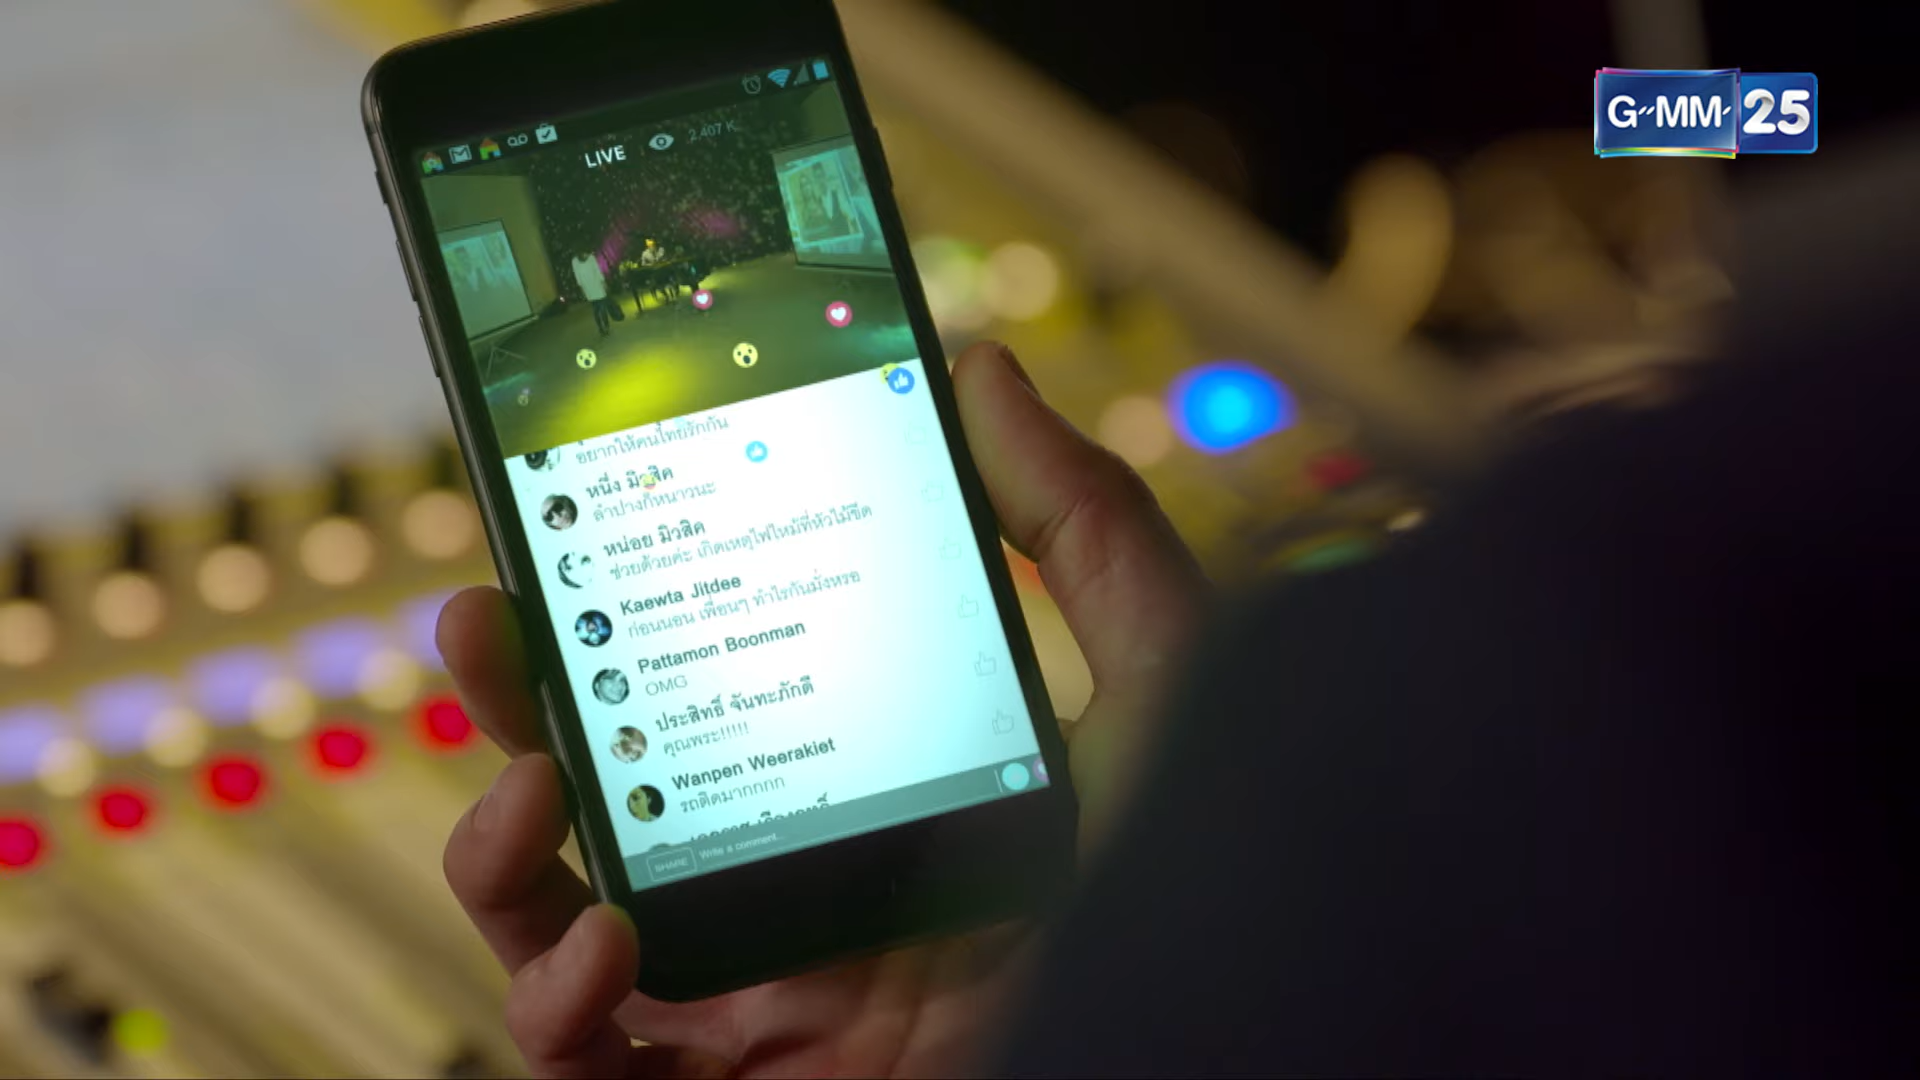 GMM 25
LIVE 2.407 K
อยากให้คนไทยรักกัน
หนึ่ง มิวสิค
ลำปางก็หนาวนะ
หน่อย มิวสิค
ช่วยด้วยค่ะ เกิดเหตุไฟไหม้ที่หัวไม้ขีด
Kaewta Jitdee
ก่อนนอน เพื่อนๆ ทำไรกันมั่งหรอ
Pattamon Boonman
OMG
ประสิทธิ์ จันทะภักดี
คุณพระ!!!!!
Wanpen Weerakiet
รถติดมากกกก
SHARE Write a comment...